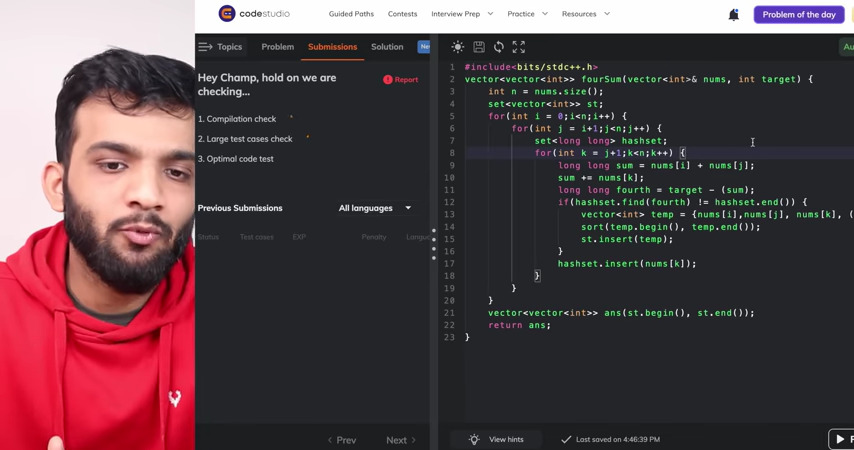 codestudio
Guided Paths
Contests
Interview Prep
Practice
Resources
Problem of the day
Topics
Problem
Submissions
Solution
Hey Champ, hold on we are
checking...
Report
1. Compilation check
2. Large test cases check
3. Optimal code test
Previous Submissions
All languages
Status
Test cases
EXP
Penalty
Prev
Next
1 #include<bits/stdc++.h>
2 vector<vector<int>> fourSum(vector<int>& nums, int target) {
3 int n = nums.size();
4 set<vector<int>> st;
5 for(int i = 0;i<n;i++) {
6 for(int j = i+1;j<n;j++) {
7 set<long long> hashset;
8 for(int k = j+1;k<n;k++) {
9 long long sum = nums[i] + nums[j];
10 sum += nums[k];
11 long long fourth = target - (sum);
12 if(hashset.find(fourth) != hashset.end()) {
13 vector<int> temp = {nums[i],nums[j], nums[k], (
14 sort(temp.begin(), temp.end());
15 st.insert(temp);
16 }
17 hashset.insert(nums[k]);
18 }
19 }
20 }
21 vector<vector<int>> ans(st.begin(), st.end());
22 return ans;
23 }
View hints
Last saved on 4:46:39 PM